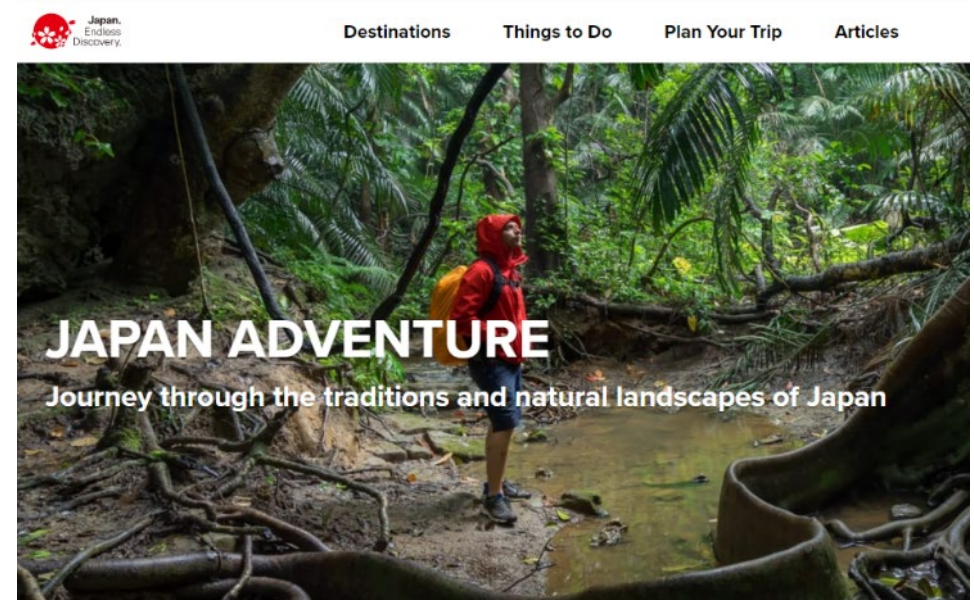 Japan.
Endless
Discovery.
Destinations Things to Do Plan Your Trip Articles
JAPAN ADVENTURE
Journey through the traditions and natural landscapes of Japan